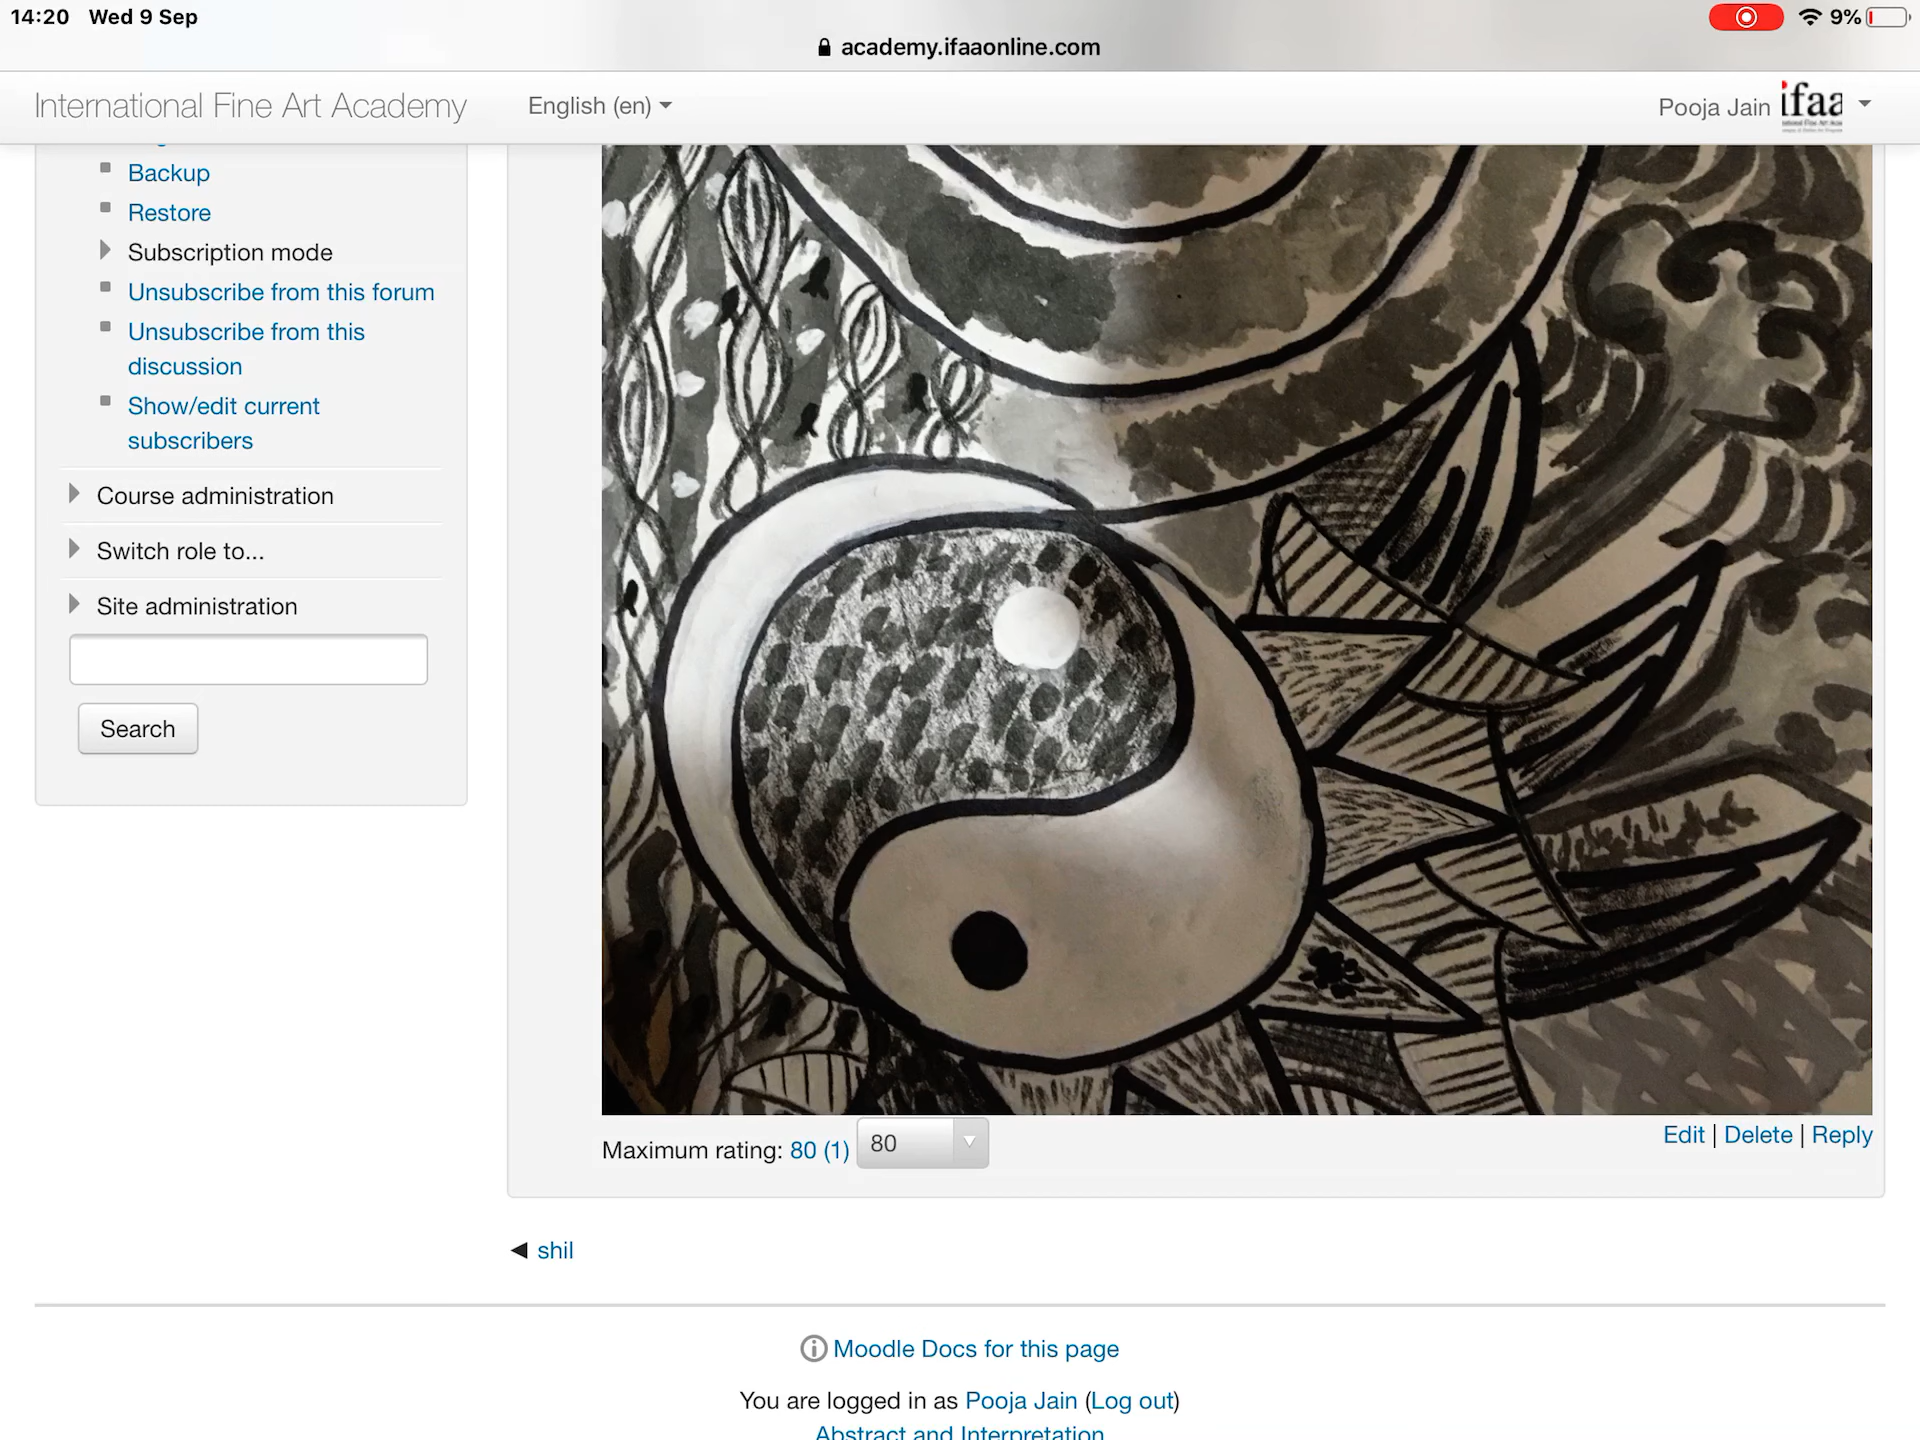 14:20 Wed 9 Sep
9%
academy.ifaaonline.com
International Fine Art Academy
English (en)
Pooja Jain
ifaa
Backup
Restore
Subscription mode
Unsubscribe from this forum
Unsubscribe from this
discussion
Show/edit current
subscribers
Course administration
Switch role to...
Site administration
Search
Maximum rating: 80 (1) 80
Edit | Delete | Reply
◀ shil
Moodle Docs for this page
You are logged in as Pooja Jain (Log out)
Abstract and Interpretation